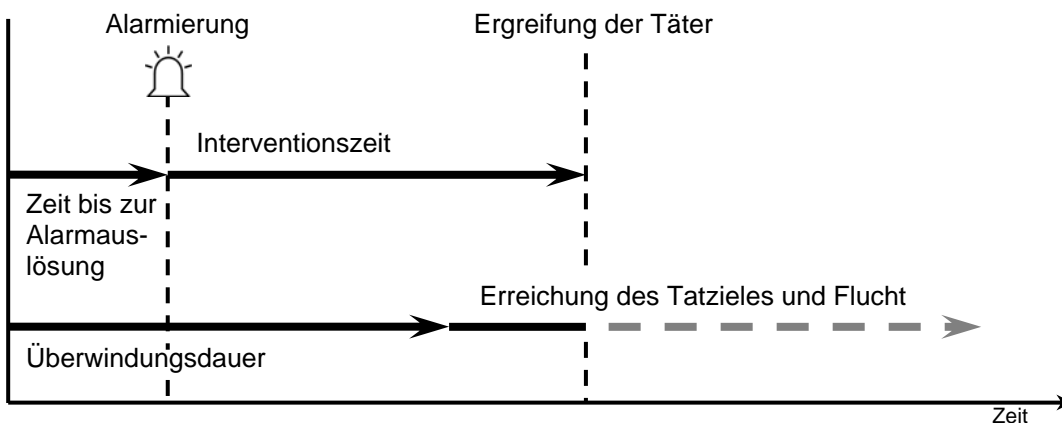 Alarmierung
Ergreifung der Täter
Interventionszeit
Zeit bis zur
Alarmaus-
lösung
Erreichung des Tatzieles und Flucht
Überwindungsdauer
Zeit